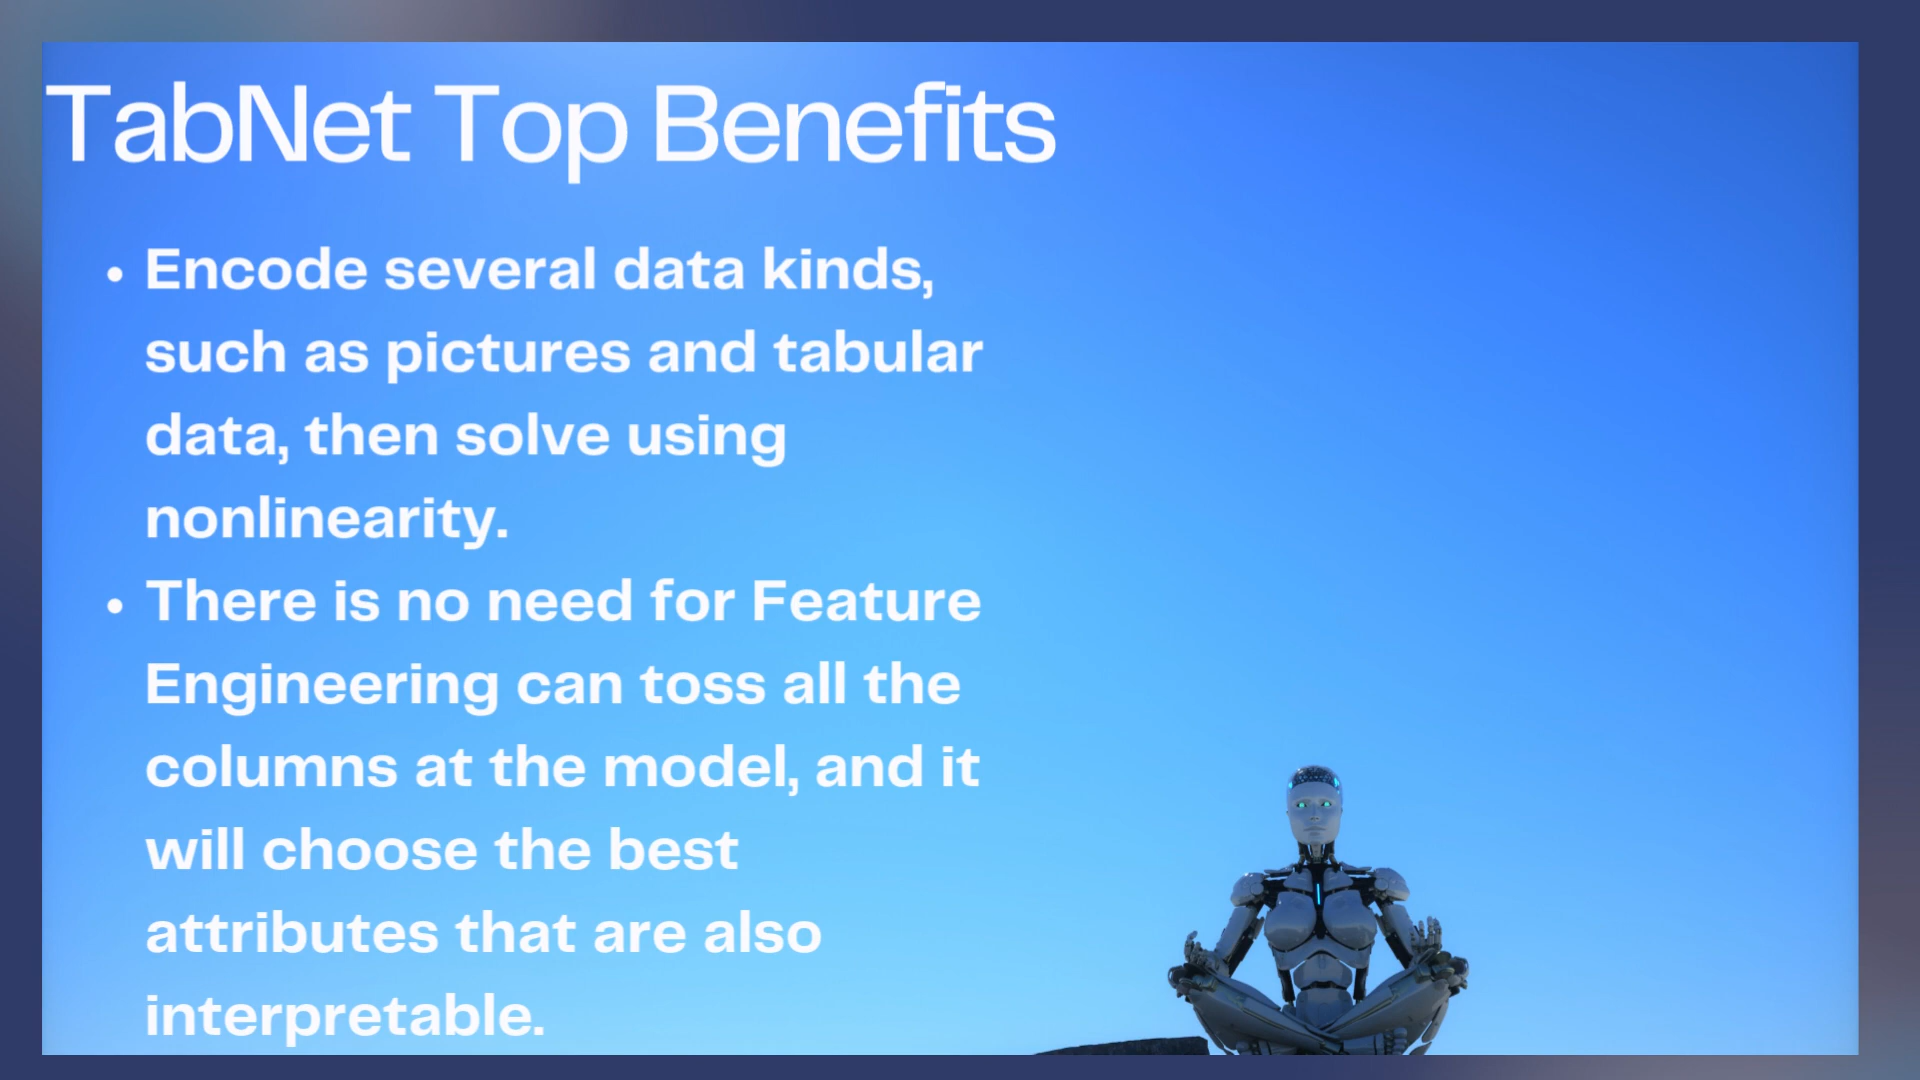 TabNet Top Benefits
• Encode several data kinds,
such as pictures and tabular
data, then solve using
nonlinearity.
• There is no need for Feature
Engineering can toss all the
columns at the model, and it
will choose the best
attributes that are also
interpretable.